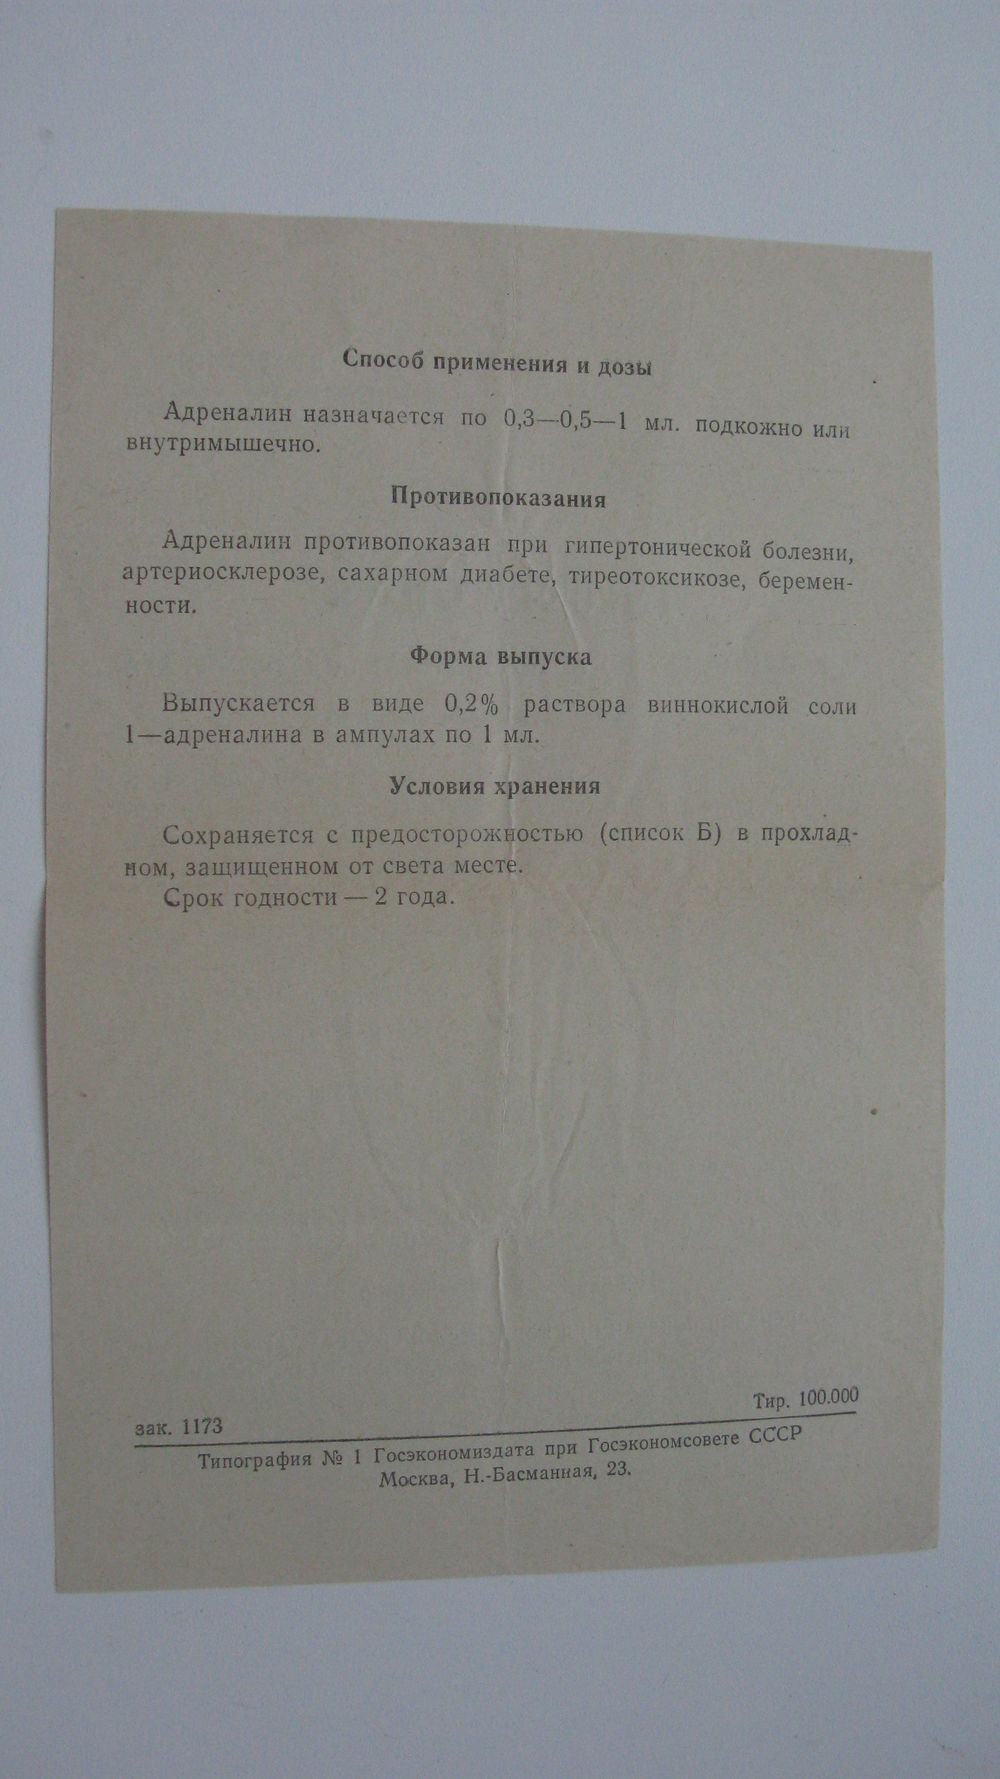 Способ применения и дозы
Адреналин назначается по 0,3—0,5—1 мл. подкожно или
внутримышечно.
Противопоказания
Адреналин противопоказан при гипертонической болезни,
артериосклерозе, сахарном диабете, тиреотоксикозе, беремен-
ности.
Форма выпуска
Выпускается в виде 0,2% раствора виннокислой соли
1—адреналина в ампулах по 1 мл.
Условия хранения
Сохраняется с предосторожностью (список Б) в прохлад-
ном, защищенном от света месте.
Срок годности — 2 года.
зак. 1173
Тир. 100.000
Типография № 1 Госэкономиздата при Госэкономсовете СССР
Москва, Н.-Басманная, 23.